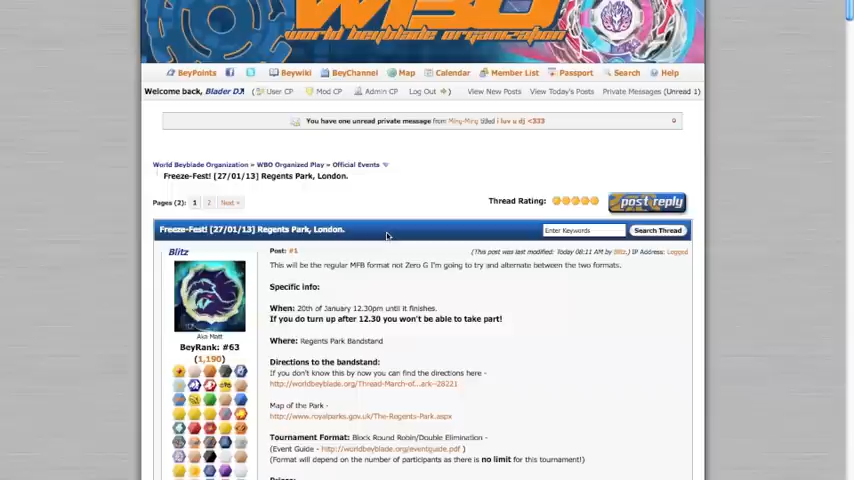 WBO
world beyblade organization
BeyPoints Beywiki BeyChannel Map Calendar Member List Passport Search Help
Welcome back, Blader DJ! ( User CP Mod CP Admin CP Log Out ) View New Posts View Today's Posts Private Messages (Unread 1)
You have one unread private message from Miny-Miny titled i luv u dj <333
World Beyblade Organization » WBO Organized Play » Official Events
Freeze-Fest! [27/01/13] Regents Park, London.
Pages (2): 1 2 Next » Thread Rating: post reply
Freeze-Fest! [27/01/13] Regents Park, London. Enter Keywords Search Thread
Blitz Post: #1 (This post was last modified: Today 08:11 AM by Blitz.) IP Address: Logged
This will be the regular MFB format not Zero G I'm going to try and alternate between the two formats.
Specific info:
When: 20th of January 12.30pm until it finishes.
If you do turn up after 12.30 you won't be able to take part!
Aka Matt
Where: Regents Park Bandstand
BeyRank: #63
(1,190)
Directions to the bandstand:
If you don't know this by now you can find the directions here -
http://worldbeyblade.org/Thread-March-of...ark--28221
Map of the Park -
http://www.royalparks.gov.uk/The-Regents-Park.aspx
Tournament Format: Block Round Robin/Double Elimination -
(Event Guide - http://worldbeyblade.org/eventguide.pdf )
(Format will depend on the number of participants as there is no limit for this tournament!)